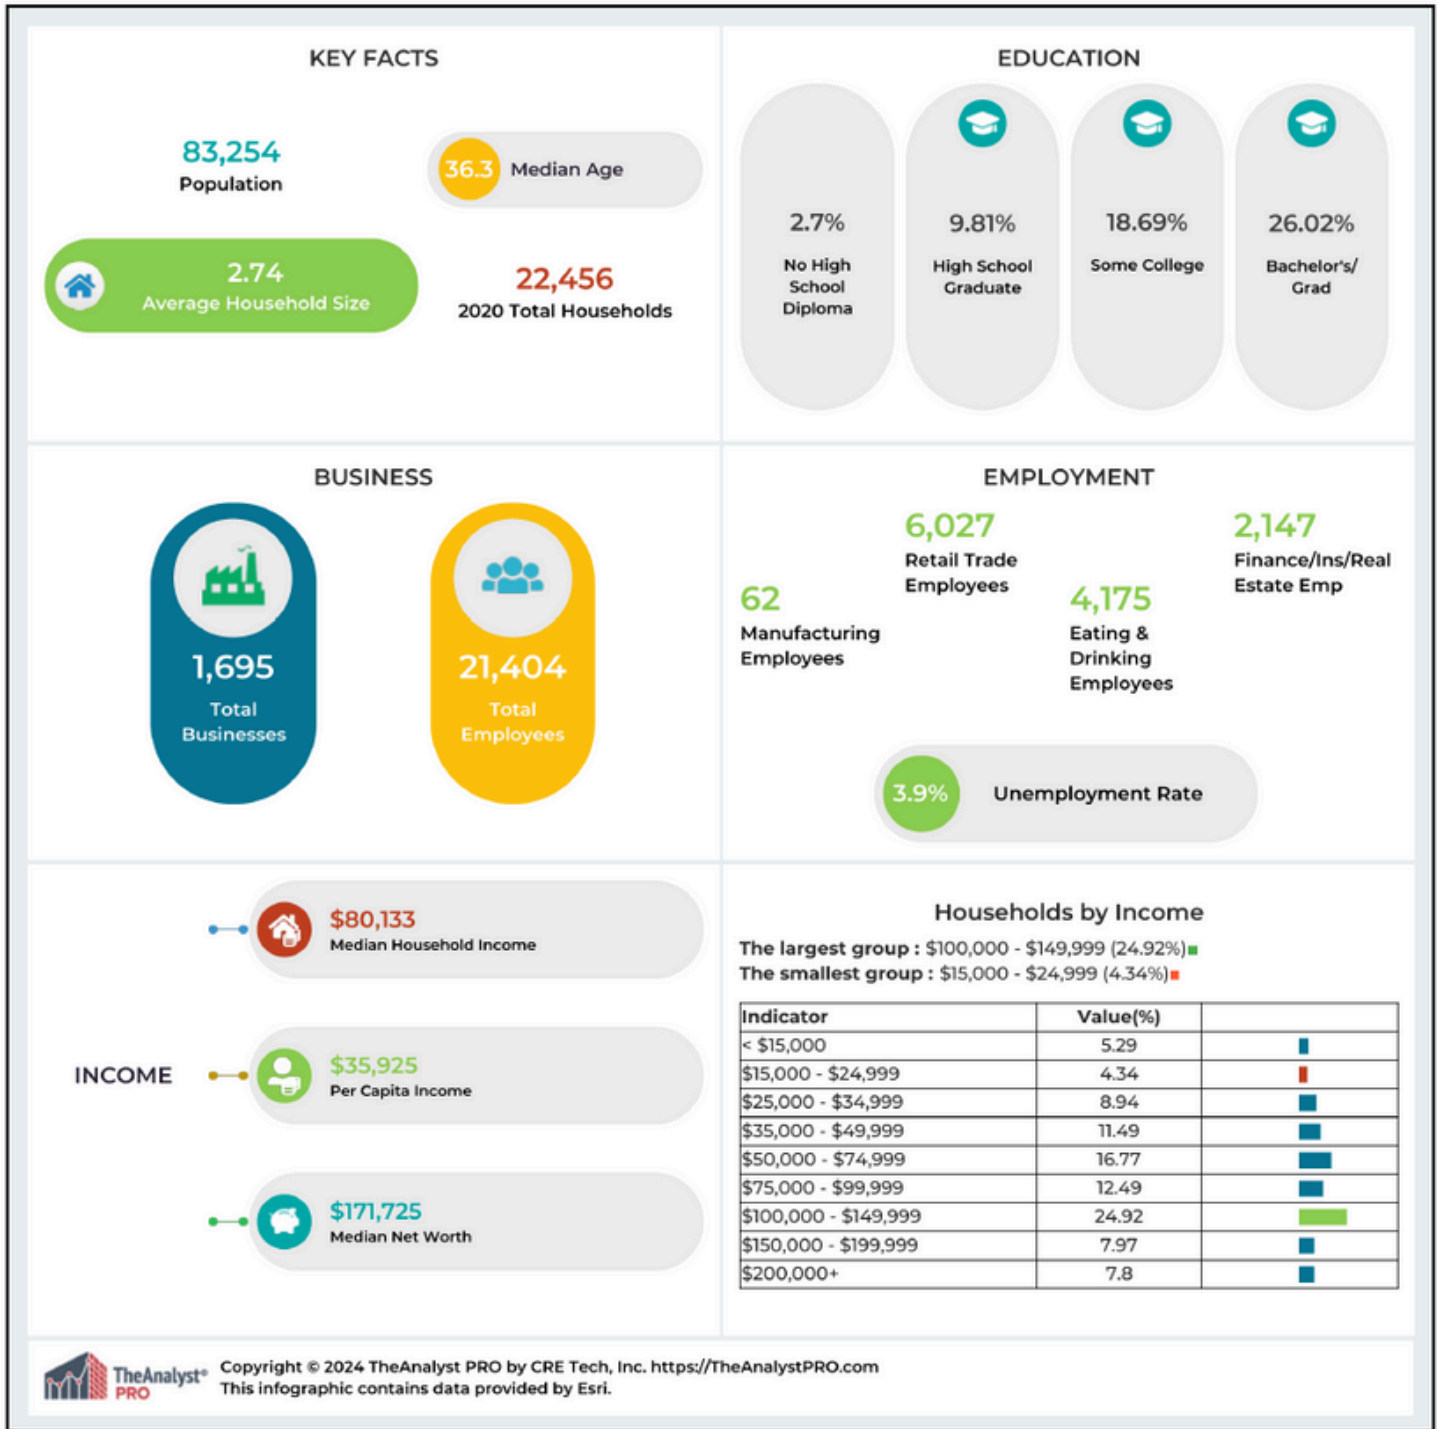 KEY FACTS
83,254
Population
36.3 Median Age
2.74
Average Household Size
22,456
2020 Total Households
EDUCATION
2.7%
No High
School
Diploma
9.81%
High School
Graduate
18.69%
Some College
26.02%
Bachelor's/
Grad
BUSINESS
1,695
Total
Businesses
21,404
Total
Employees
EMPLOYMENT
62
Manufacturing
Employees
6,027
Retail Trade
Employees
4,175
Eating &
Drinking
Employees
2,147
Finance/Ins/Real
Estate Emp
3.9% Unemployment Rate
INCOME
$80,133
Median Household Income
$35,925
Per Capita Income
$171,725
Median Net Worth
Households by Income
The largest group : $100,000 - $149,999 (24.92%)
The smallest group : $15,000 - $24,999 (4.34%)
Indicator Value(%)
< $15,000 5.29
$15,000 - $24,999 4.34
$25,000 - $34,999 8.94
$35,000 - $49,999 11.49
$50,000 - $74,999 16.77
$75,000 - $99,999 12.49
$100,000 - $149,999 24.92
$150,000 - $199,999 7.97
$200,000+ 7.8
TheAnalyst®
PRO
Copyright © 2024 TheAnalyst PRO by CRE Tech, Inc. https://TheAnalystPRO.com
This infographic contains data provided by Esri.